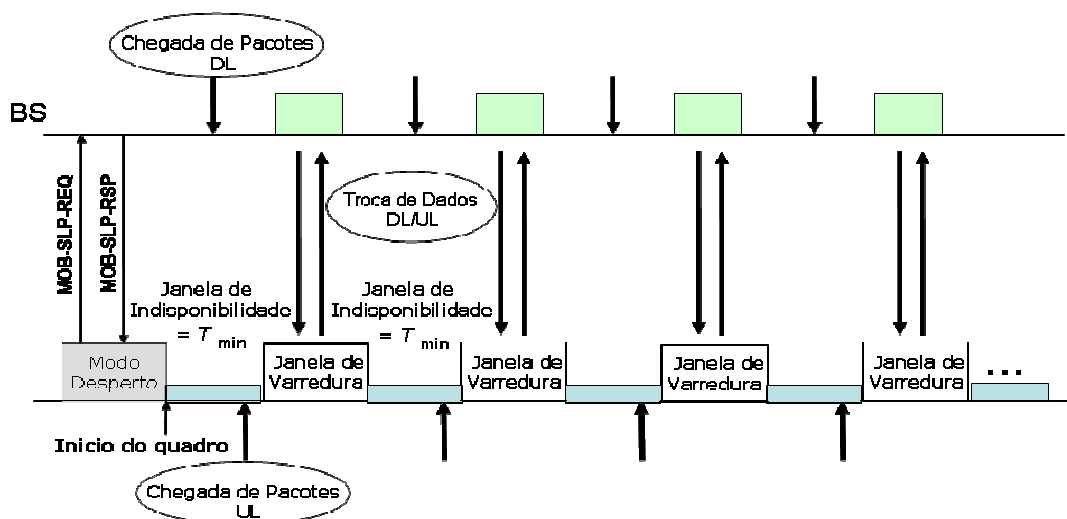 Chegada de Pacotes
DL
BS
MOB-SLP-REQ
MOB-SLP-RSP
Troca de Dados
DL/UL
Janela de
Indisponibilidade
= T min
Janela de
Indisponibilidade
= T min
Modo
Desperto
Janela de
Varredura
Janela de
Varredura
Janela de
Varredura
Janela de
Varredura
...
Inicio do quadro
Chegada de Pacotes
UL